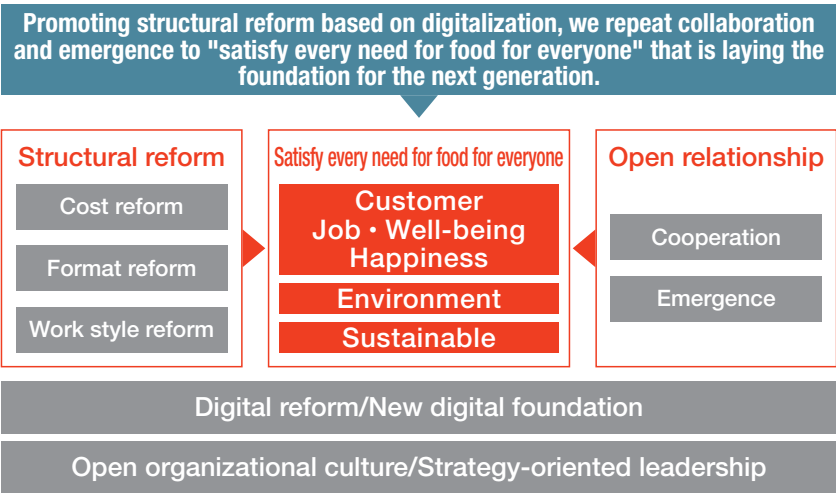 Promoting structural reform based on digitalization, we repeat collaboration
and emergence to "satisfy every need for food for everyone" that is laying the
foundation for the next generation.
Structural reform
Cost reform
Format reform
Work style reform
Satisfy every need for food for everyone
Customer
Job・Well-being
Happiness
Environment
Sustainable
Open relationship
Cooperation
Emergence
Digital reform/New digital foundation
Open organizational culture/Strategy-oriented leadership